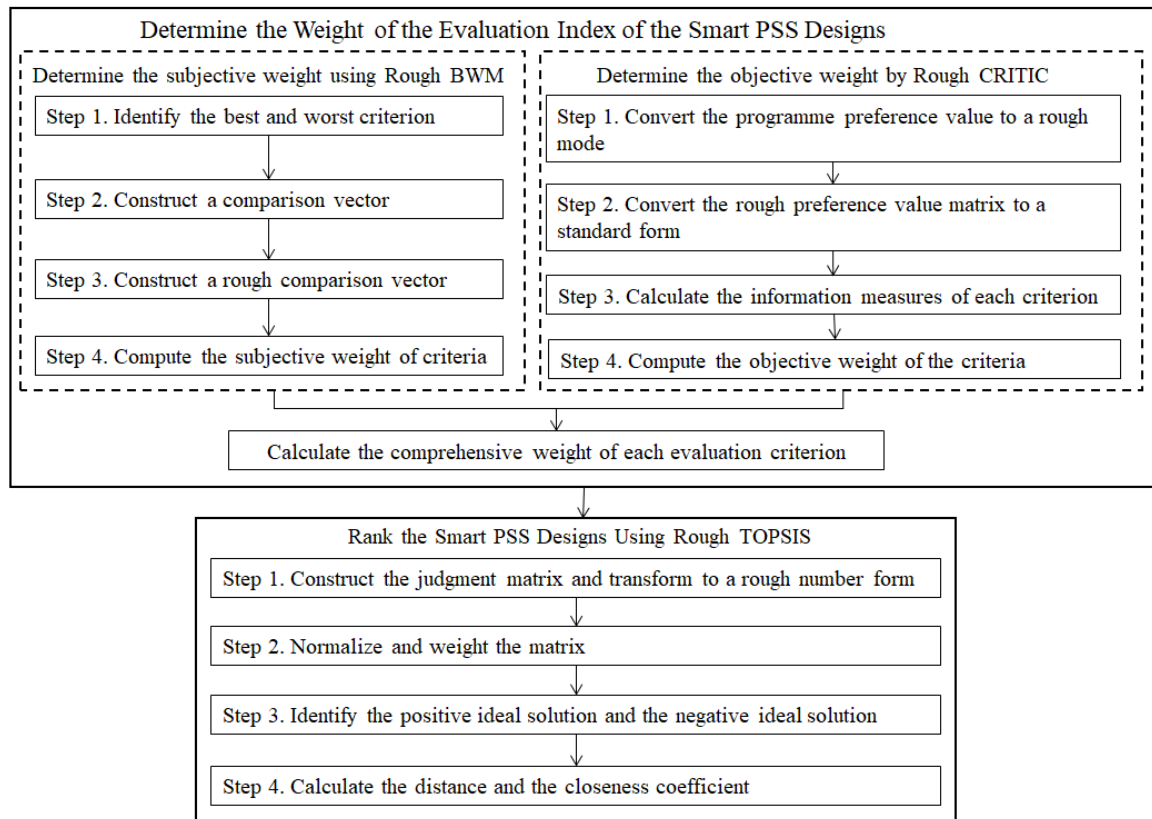 Determine the Weight of the Evaluation Index of the Smart PSS Designs
Determine the subjective weight using Rough BWM
Step 1. Identify the best and worst criterion
Step 2. Construct a comparison vector
Step 3. Construct a rough comparison vector
Step 4. Compute the subjective weight of criteria
Determine the objective weight by Rough CRITIC
Step 1. Convert the programme preference value to a rough
mode
Step 2. Convert the rough preference value matrix to a
standard form
Step 3. Calculate the information measures of each criterion
Step 4. Compute the objective weight of the criteria
Calculate the comprehensive weight of each evaluation criterion
Rank the Smart PSS Designs Using Rough TOPSIS
Step 1. Construct the judgment matrix and transform to a rough number form
Step 2. Normalize and weight the matrix
Step 3. Identify the positive ideal solution and the negative ideal solution
Step 4. Calculate the distance and the closeness coefficient